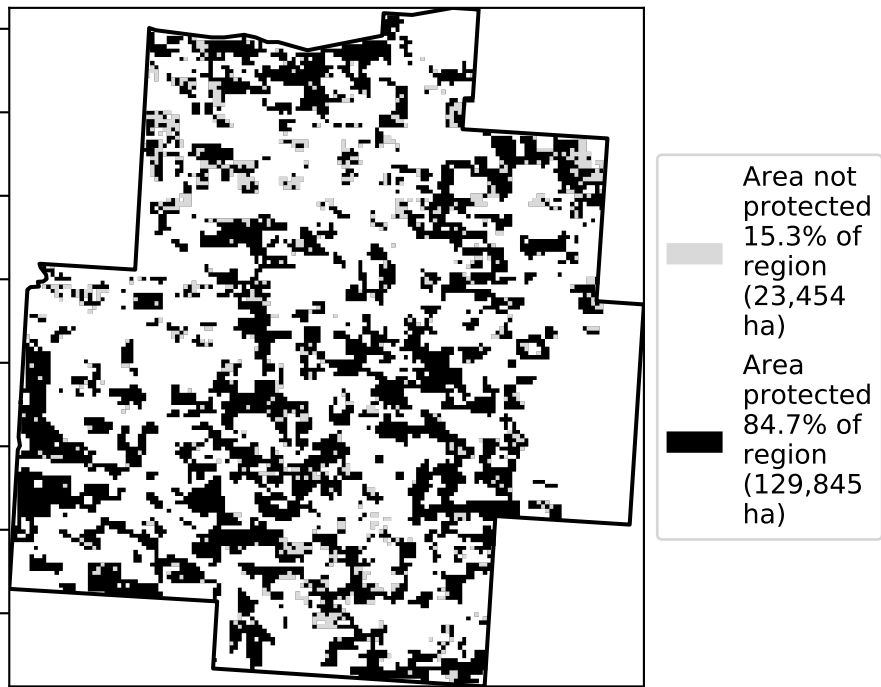 Area not
protected
15.3% of
region
(23,454
ha)
Area
protected
84.7% of
region
(129,845
ha)